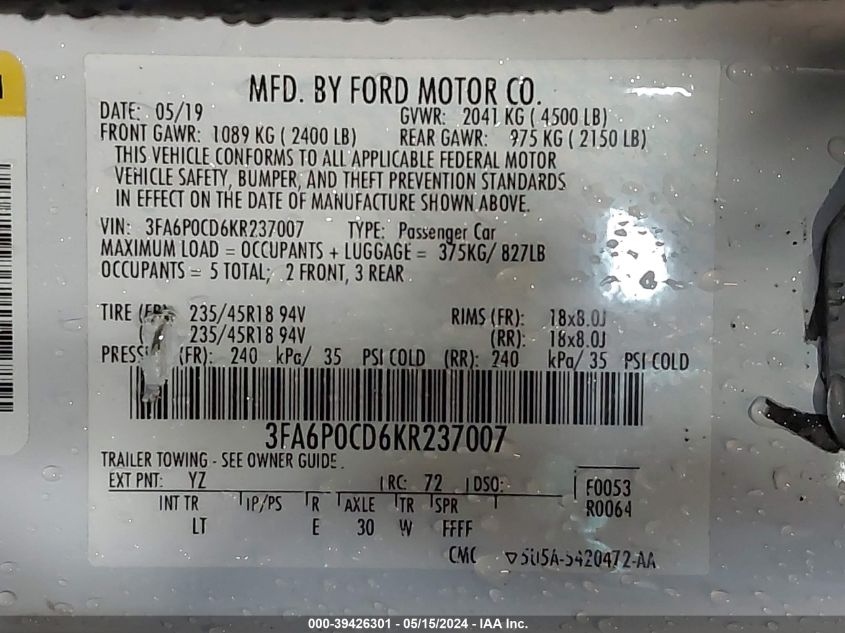 MFD. BY FORD MOTOR CO.
DATE: 05/19 GVWR: 2041 KG ( 4500 LB)
FRONT GAWR: 1089 KG ( 2400 LB) REAR GAWR: 975 KG ( 2150 LB)
THIS VEHICLE CONFORMS TO ALL APPLICABLE FEDERAL MOTOR
VEHICLE SAFETY, BUMPER, AND THEFT PREVENTION STANDARDS
IN EFFECT ON THE DATE OF MANUFACTURE SHOWN ABOVE.
VIN: 3FA6P0CD6KR237007 TYPE: Passenger Car
MAXIMUM LOAD = OCCUPANTS + LUGGAGE = 375KG/ 827LB
OCCUPANTS = 5 TOTAL; 2 FRONT, 3 REAR
TIRE 235/45R18 94V RIMS (FR): 18x8.0J
235/45R18 94V (RR): 18x8.0J
(FR): 240 kPa/ 35 PSI COLD (RR): 240 kPa/ 35 PSI COLD
3FA6P0CD6KR237007
TRAILER TOWING - SEE OWNER GUIDE.
EXT PNT: YZ RC: 72 DSO: F0053
INT TR TP/PS R AXLE TR SPR R0064
LT E 30 W FFFF
CMC
000-39426301 - 05/15/2024 - IAA Inc.